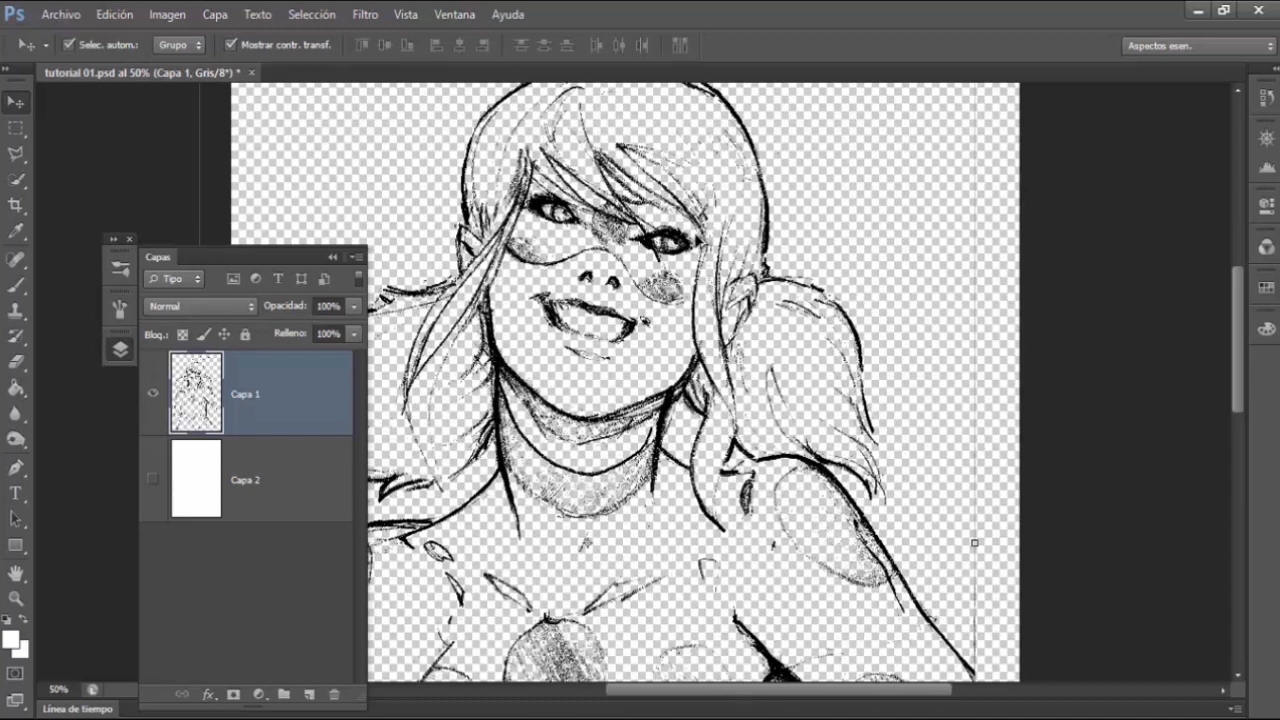 Ps Archivo Edición Imagen Capa Texto Selección Filtro Vista Ventana Ayuda
Selec. autom.: Grupo Mostrar contr. transf. Aspectos esen.
tutorial 01.psd al 50% (Capa 1, Gris/8*) * ×
Capas
Tipo
Normal Opacidad: 100%
Bloq.: Relleno: 100%
Capa 1
Capa 2
fx
50%
Línea de tiempo